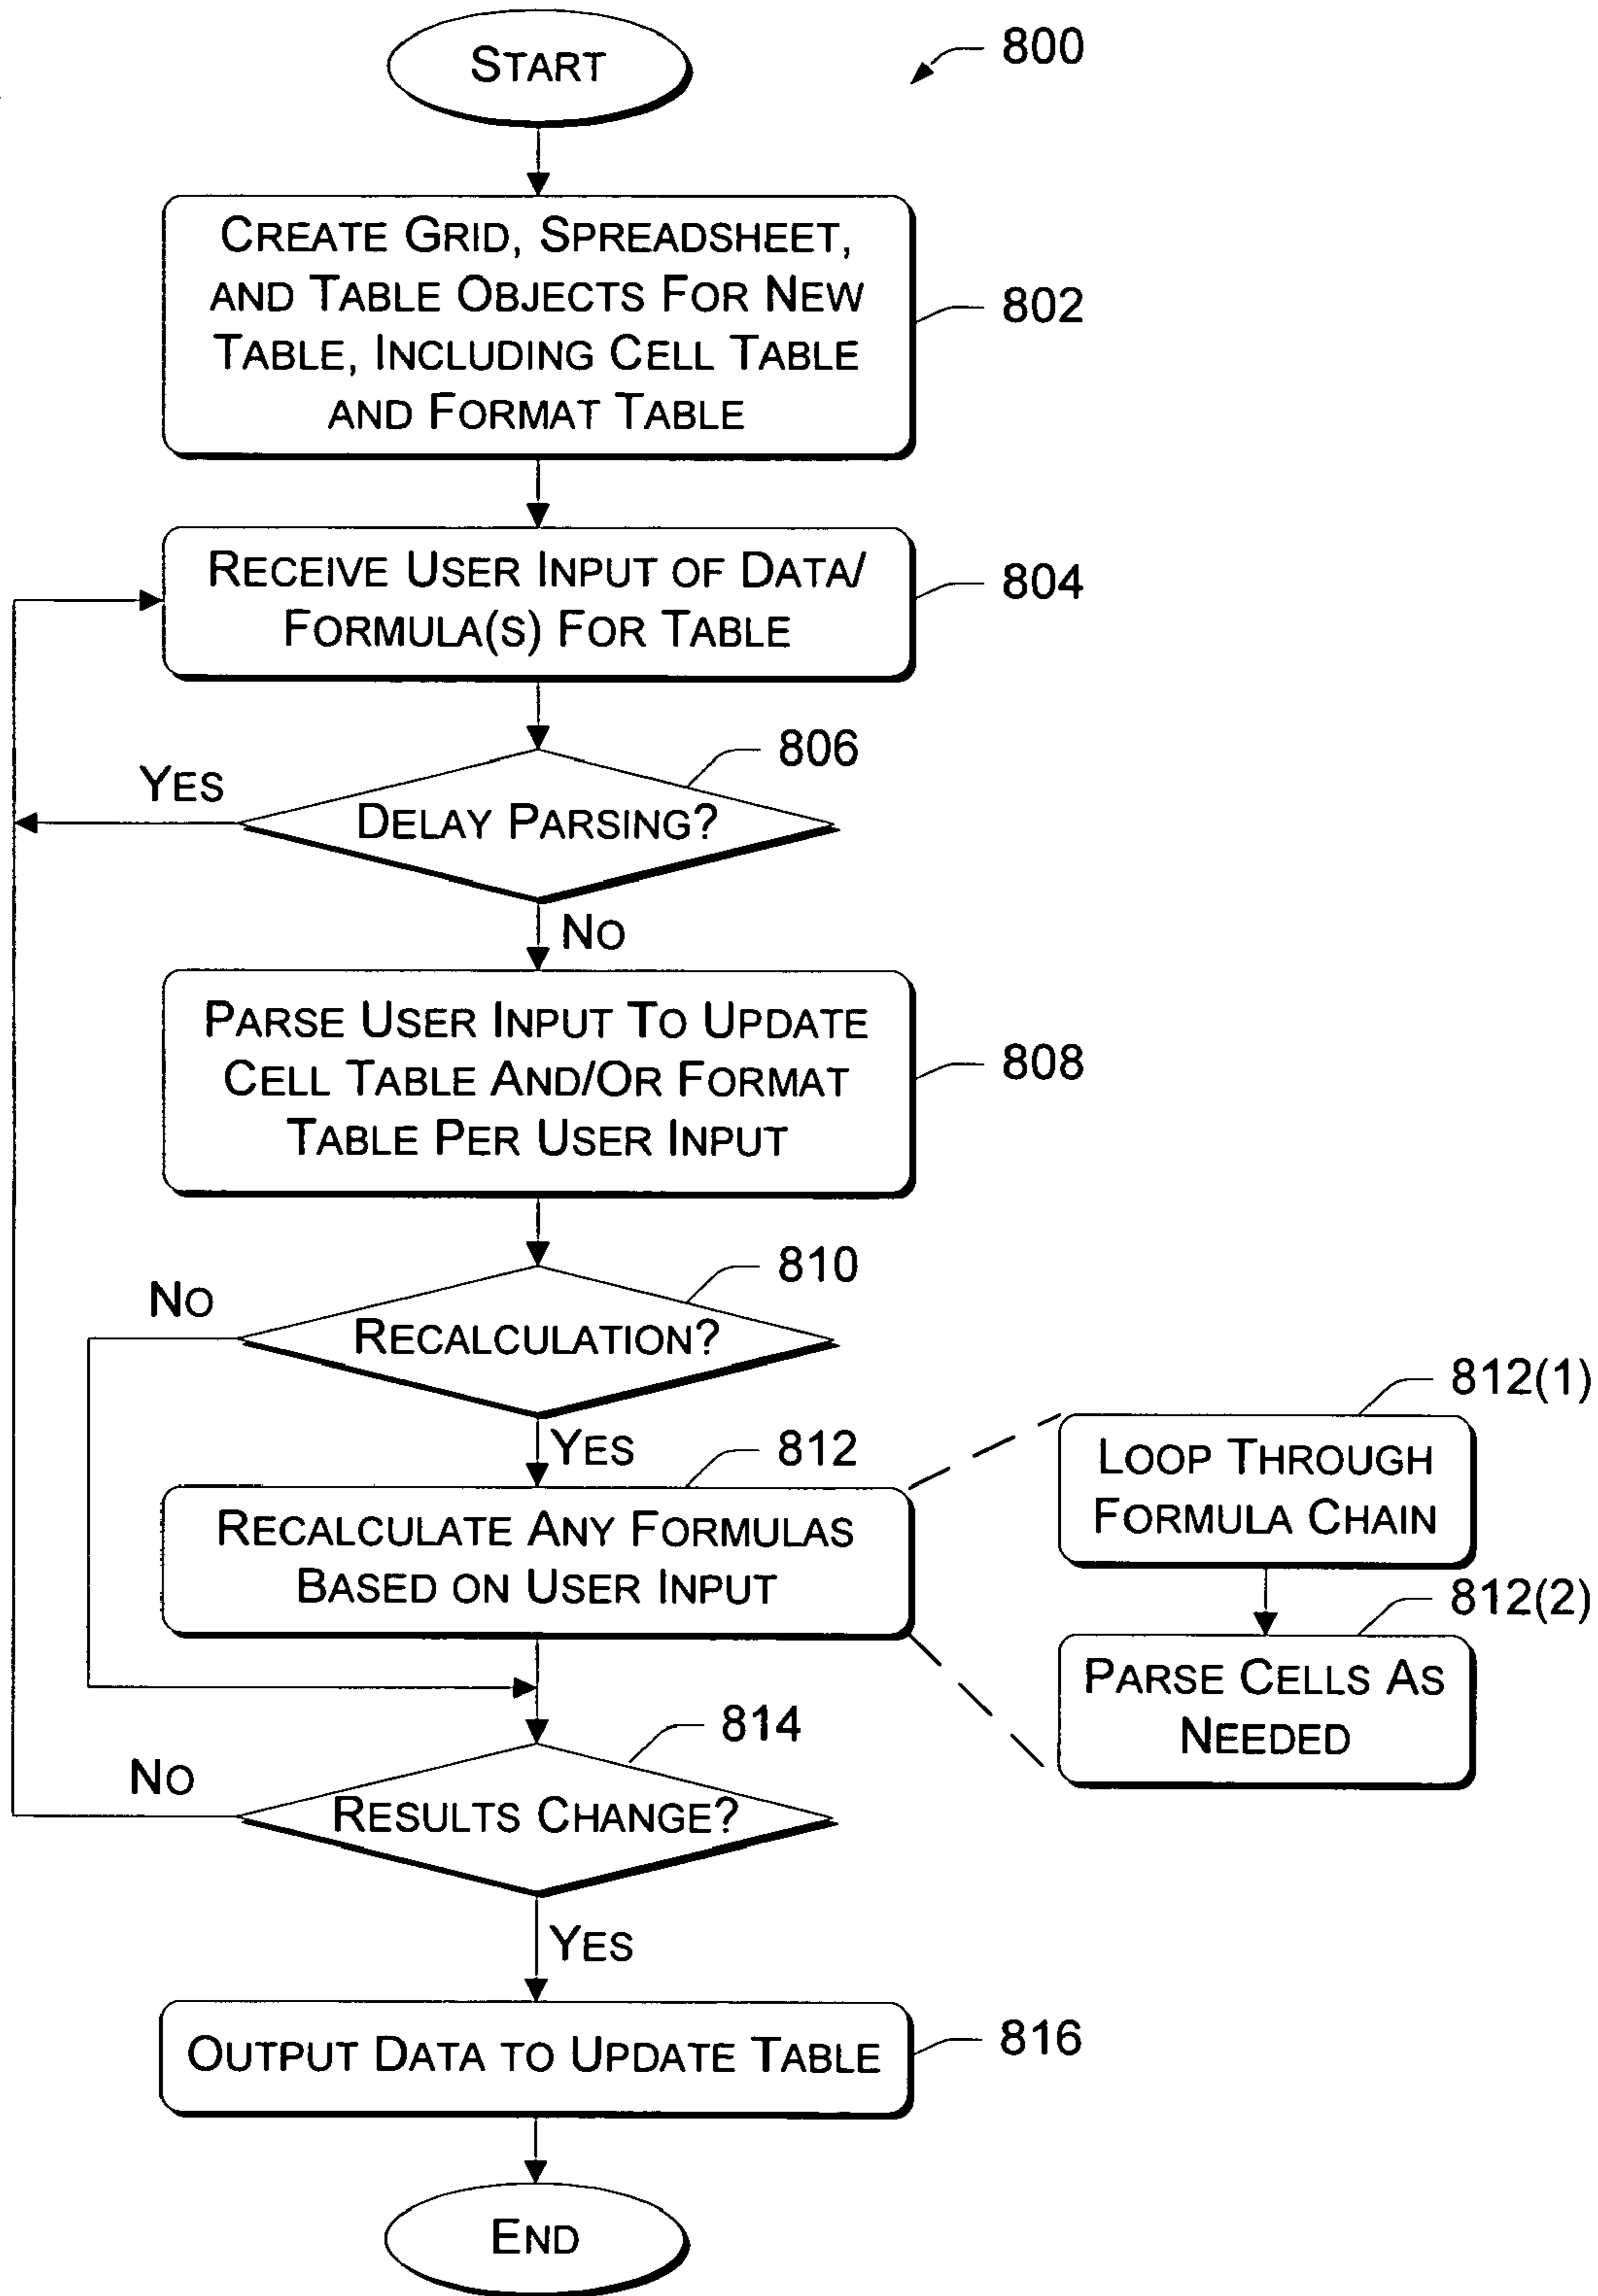 START
800
CREATE GRID, SPREADSHEET,
AND TABLE OBJECTS FOR NEW
TABLE, INCLUDING CELL TABLE
AND FORMAT TABLE
802
RECEIVE USER INPUT OF DATA/
FORMULA(S) FOR TABLE
804
806
YES
DELAY PARSING?
NO
PARSE USER INPUT TO UPDATE
CELL TABLE AND/OR FORMAT
TABLE PER USER INPUT
808
810
NO
RECALCULATION?
YES
812
RECALCULATE ANY FORMULAS
BASED ON USER INPUT
812(1)
LOOP THROUGH
FORMULA CHAIN
812(2)
PARSE CELLS AS
NEEDED
814
NO
RESULTS CHANGE?
YES
OUTPUT DATA TO UPDATE TABLE
816
END